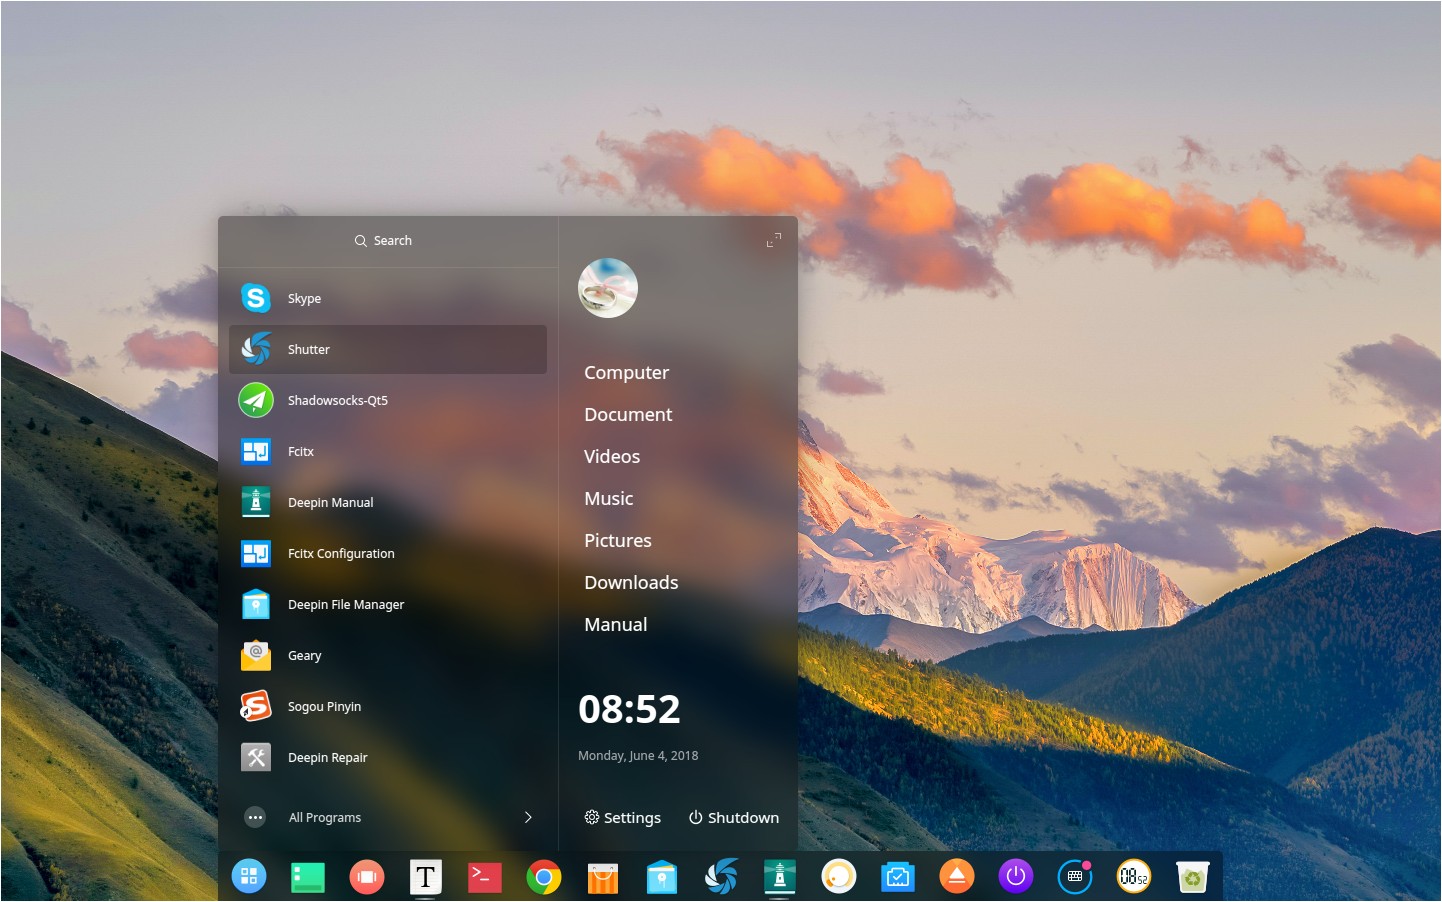 Search
Skype
Shutter
Shadowsocks-Qt5
Fcitx
Deepin Manual
Fcitx Configuration
Deepin File Manager
Geary
Sogou Pinyin
Deepin Repair
All Programs
Computer
Document
Videos
Music
Pictures
Downloads
Manual
08:52
Monday, June 4, 2018
Settings
Shutdown
T
08 52